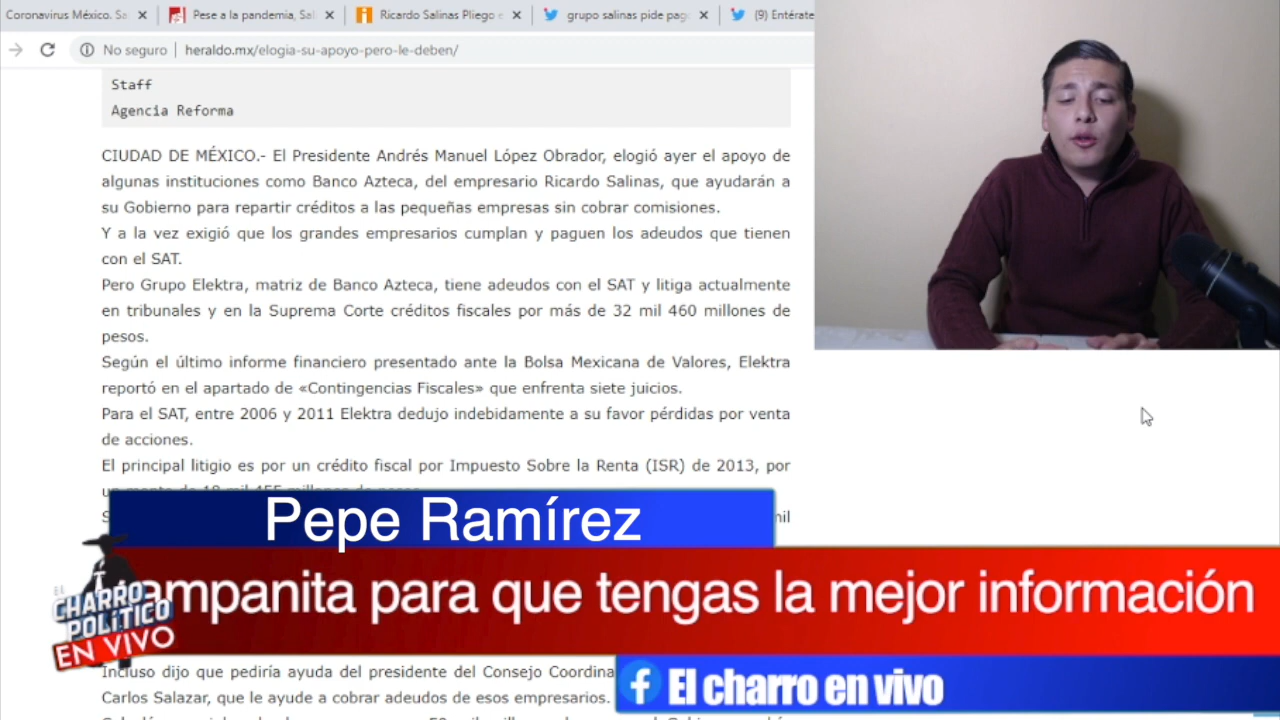 Coronavirus México. Sa
Pese a la pandemia, Sal
Ricardo Salinas Pliego e
grupo salinas pide pag
(9) Entérate
No seguro
heraldo.mx/elogia-su-apoyo-pero-le-deben/
Staff
Agencia Reforma
CIUDAD DE MÉXICO.- El Presidente Andrés Manuel López Obrador, elogió ayer el apoyo de
algunas instituciones como Banco Azteca, del empresario Ricardo Salinas, que ayudarán a
su Gobierno para repartir créditos a las pequeñas empresas sin cobrar comisiones.
Y a la vez exigió que los grandes empresarios cumplan y paguen los adeudos que tienen
con el SAT.
Pero Grupo Elektra, matriz de Banco Azteca, tiene adeudos con el SAT y litiga actualmente
en tribunales y en la Suprema Corte créditos fiscales por más de 32 mil 460 millones de
pesos.
Según el último informe financiero presentado ante la Bolsa Mexicana de Valores, Elektra
reportó en el apartado de «Contingencias Fiscales» que enfrenta siete juicios.
Para el SAT, entre 2006 y 2011 Elektra dedujo indebidamente a su favor pérdidas por venta
de acciones.
El principal litigio es por un crédito fiscal por Impuesto Sobre la Renta (ISR) de 2013, por
mil
Pepe Ramírez
ampanita para que tengas la mejor información
EL
CHARRO
POLÍTICO
EN VIVO
Incluso dijo que pediría ayuda del presidente del Consejo Coordina
Carlos Salazar, que le ayude a cobrar adeudos de esos empresarios.
El charro en vivo